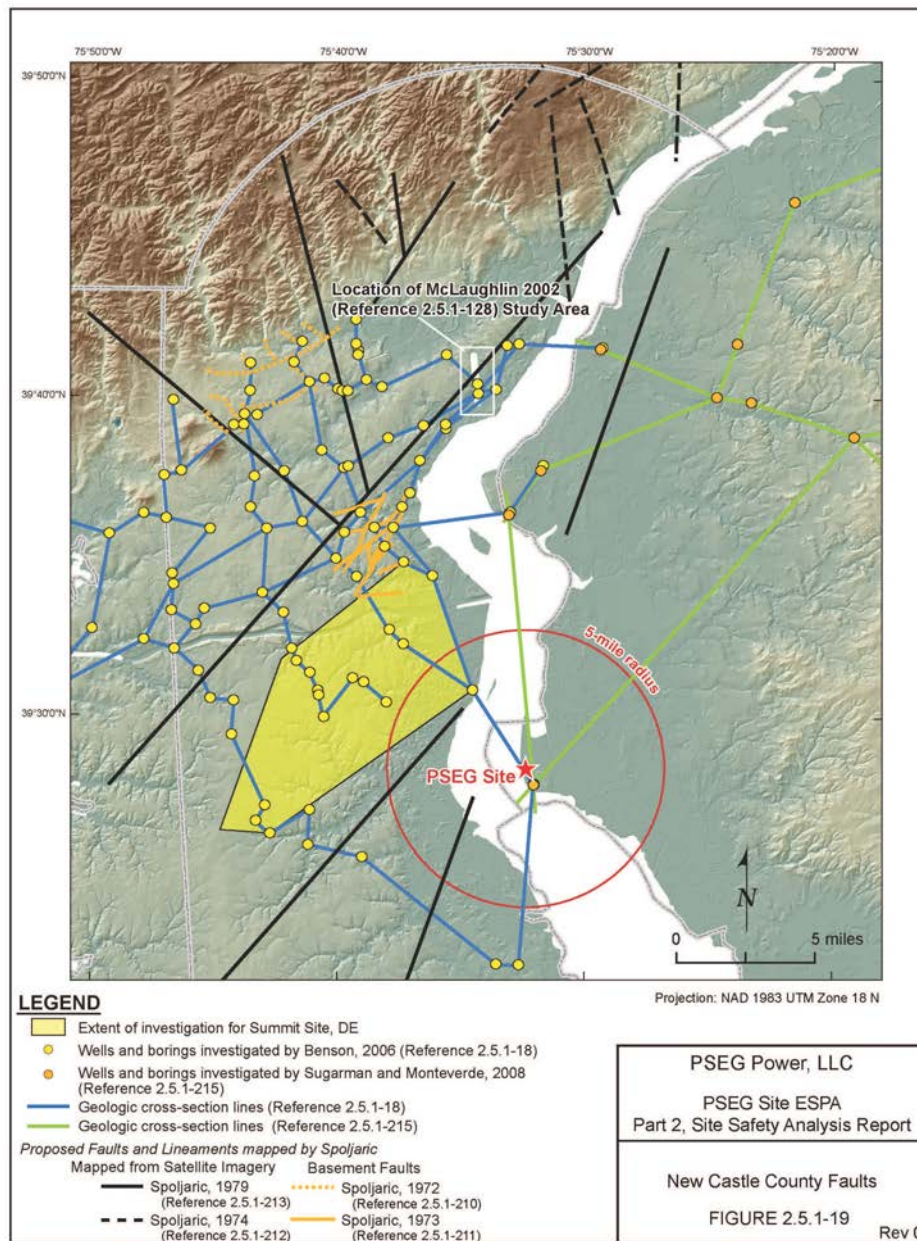 75°50'0"W 75°40'0"W 75°30'0"W 75°20'0"W
39°50'0"N
Location of McLaughlin 2002
(Reference 2.5.1-128) Study Area
39°40'0"N
5-mile radius
39°30'0"N
PSEG Site
N
0 5 miles
LEGEND
Projection: NAD 1983 UTM Zone 18 N
Extent of investigation for Summit Site, DE
Wells and borings investigated by Benson, 2006 (Reference 2.5.1-18)
Wells and borings investigated by Sugarman and Monteverde, 2008
(Reference 2.5.1-215)
Geologic cross-section lines (Reference 2.5.1-18)
Geologic cross-section lines (Reference 2.5.1-215)
Proposed Faults and Lineaments mapped by Spoljaric
Mapped from Satellite Imagery Basement Faults
Spoljaric, 1979 Spoljaric, 1972
(Reference 2.5.1-213) (Reference 2.5.1-210)
Spoljaric, 1974 Spoljaric, 1973
(Reference 2.5.1-212) (Reference 2.5.1-211)
PSEG Power, LLC
PSEG Site ESPA
Part 2, Site Safety Analysis Report
New Castle County Faults
FIGURE 2.5.1-19
Rev